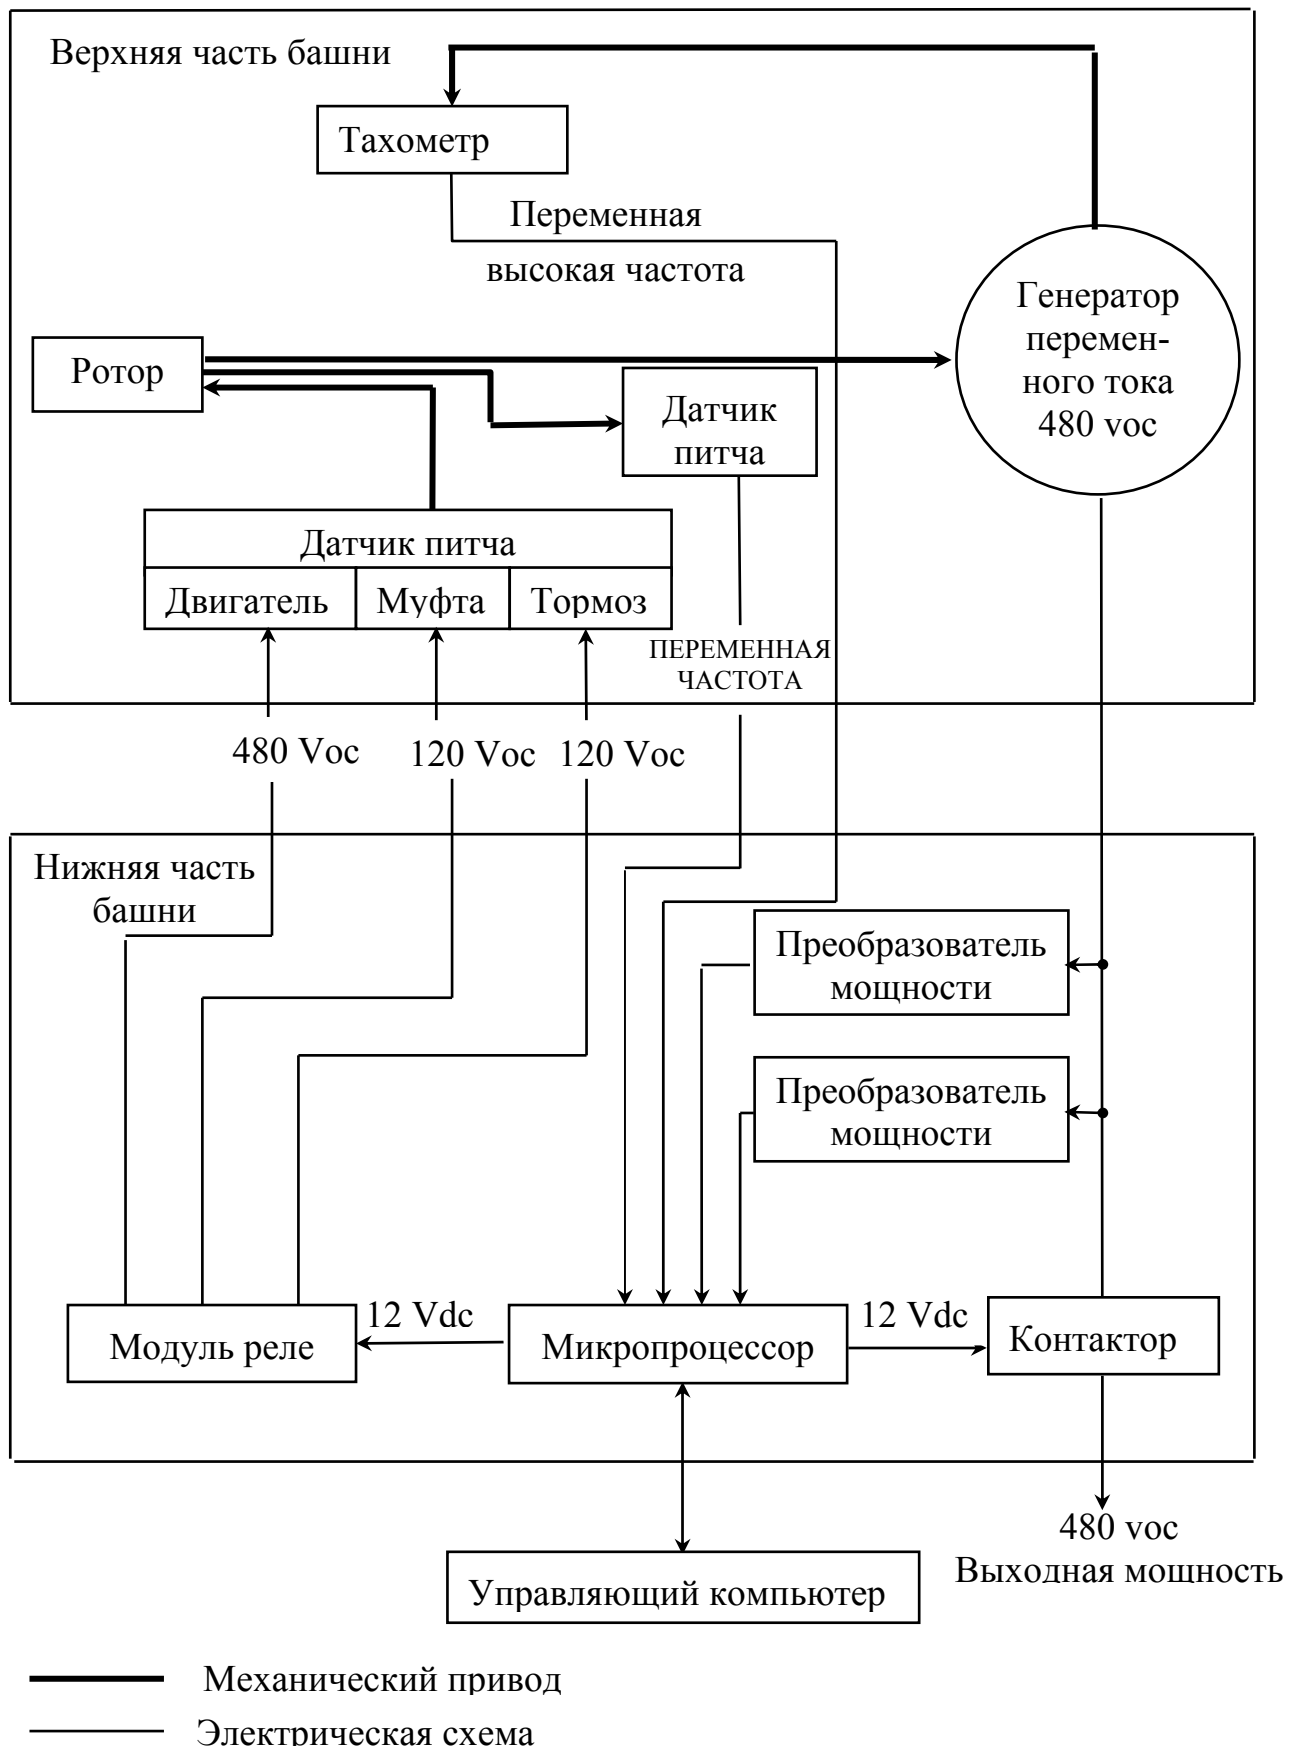 Верхняя часть башни
Тахометр
Переменная
высокая частота
Генератор
перемен-
ного тока
480 voc
Ротор
Датчик
питча
Датчик питча
Двигатель
Муфта
Тормоз
ПЕРЕМЕННАЯ
ЧАСТОТА
480 Voc
120 Voc
120 Voc
Нижняя часть
башни
Преобразователь
мощности
Преобразователь
мощности
12 Vdc
12 Vdc
Модуль реле
Микропроцессор
Контактор
480 voc
Выходная мощность
Управляющий компьютер
Механический привод
Электрическая схема